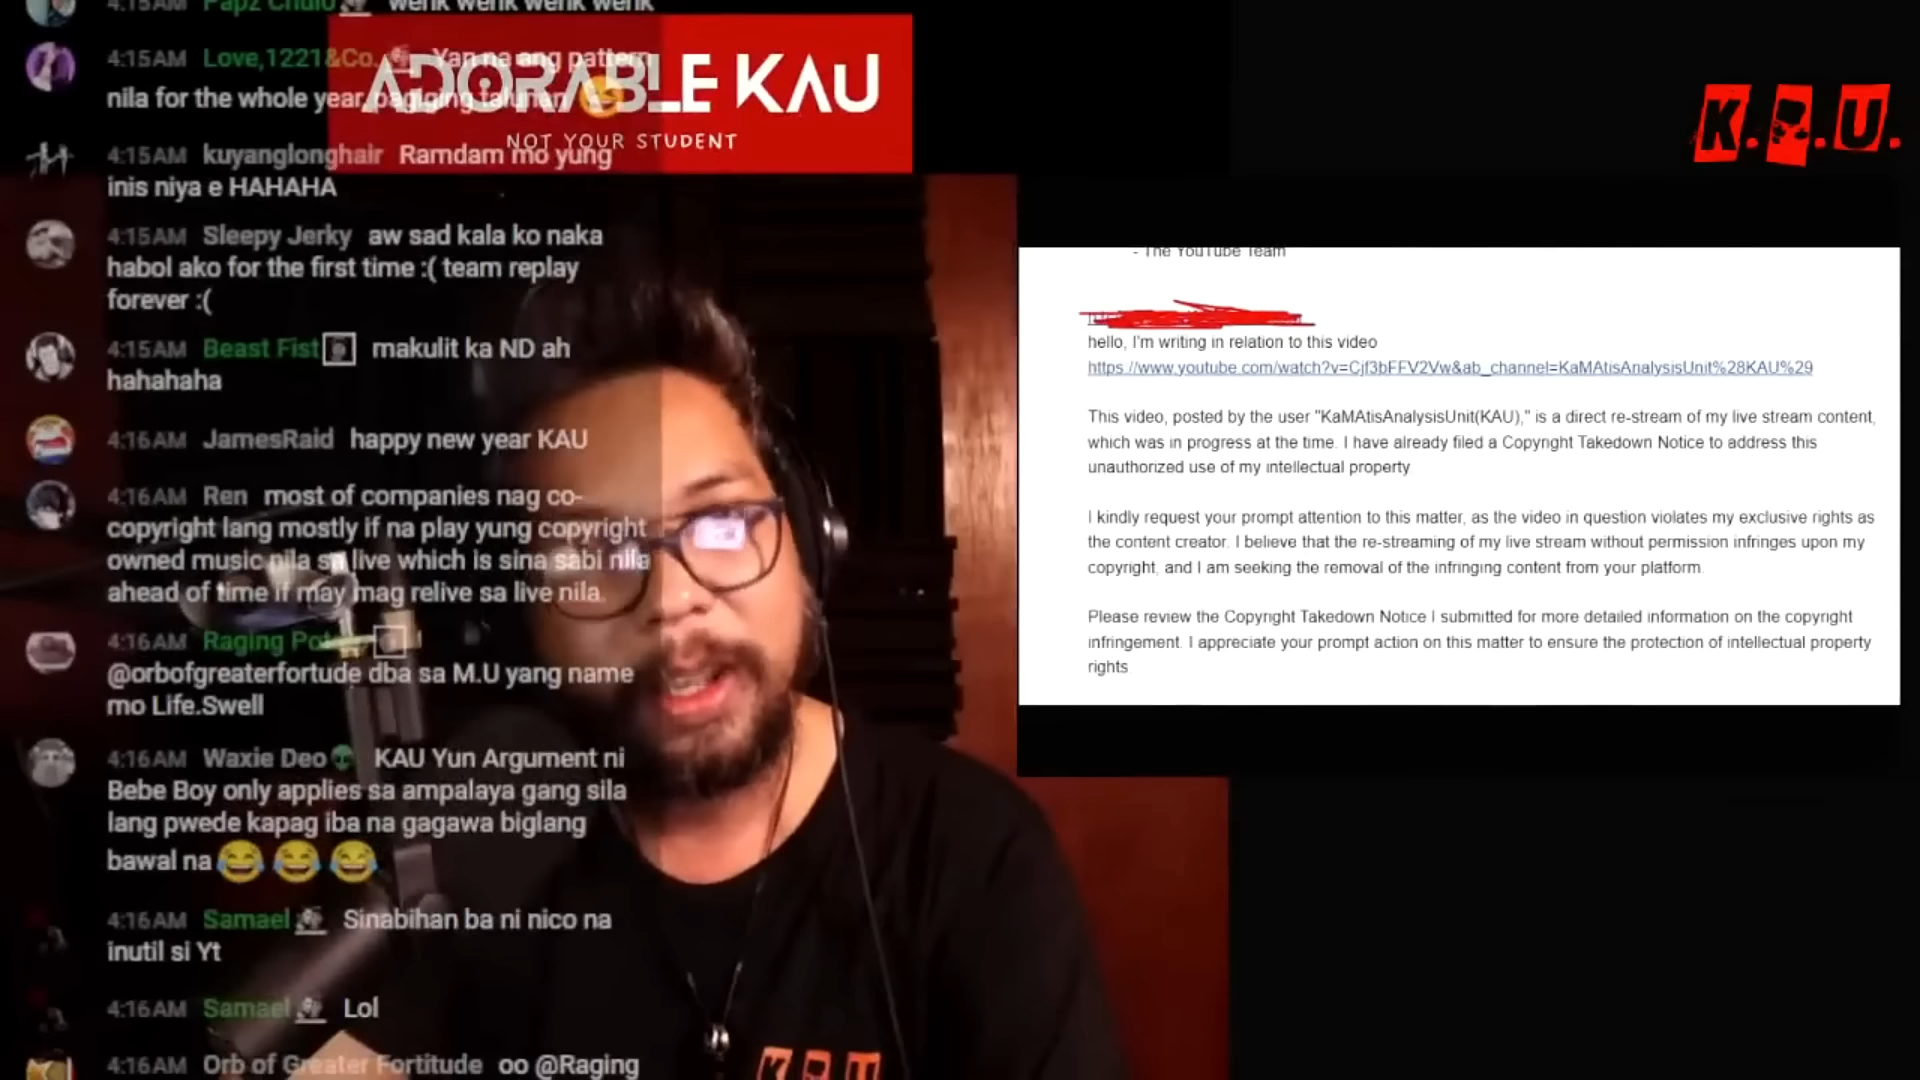 4:15AM Papz Chulo wenk wenk wenk wenk
4:15AM Love,1221&Co. Yan na ang pattern
nila for the whole year, pagiging talunan
4:15AM kuyanglonghair Ramdam mo yung
inis niya e HAHAHA
4:15AM Sleepy Jerky aw sad kala ko naka
habol ako for the first time :( team replay
forever :(
4:15AM Beast Fist makulit ka ND ah
hahahaha
4:16AM JamesRaid happy new year KAU
4:16AM Ren most of companies nag co-
copyright lang mostly if na play yung copyright
owned music nila sa live which is sina sabi nila
ahead of time if may mag relive sa live nila.
4:16AM Raging
@orbofgreaterfortude dba sa M.U yang name
mo Life.Swell
4:16AM Waxie Deo KAU Yun Argument ni
Bebe Boy only applies sa ampalaya gang sila
lang pwede kapag iba na gagawa biglang
bawal na 😂 😂 😂
4:16AM Samael Sinabihan ba ni nico na
inutil si Yt
4:16AM Samael Lol
4:16AM Orb of Greater Fortitude oo @Raging
ADORABLE KAU
NOT YOUR STUDENT
K.A.U.
- The YouTube Team
hello, I'm writing in relation to this video
https://www.youtube.com/watch?v=Cjf3bFFV2Vw&ab_channel=KaMAtisAnalysisUnit%28KAU%29
This video, posted by the user "KaMAtisAnalysisUnit(KAU)," is a direct re-stream of my live stream content,
which was in progress at the time. I have already filed a Copyright Takedown Notice to address this
unauthorized use of my intellectual property
I kindly request your prompt attention to this matter, as the video in question violates my exclusive rights as
the content creator. I believe that the re-streaming of my live stream without permission infringes upon my
copyright, and I am seeking the removal of the infringing content from your platform.
Please review the Copyright Takedown Notice I submitted for more detailed information on the copyright
infringement. I appreciate your prompt action on this matter to ensure the protection of intellectual property
rights
K.A.U.